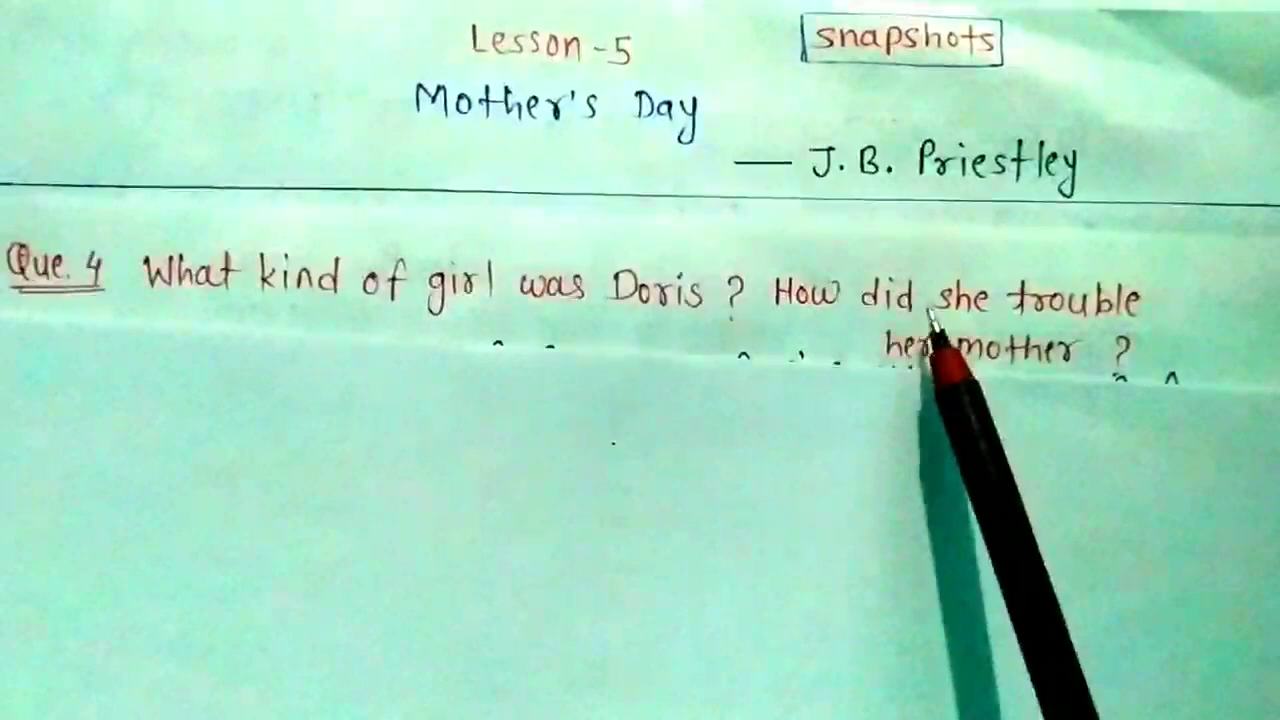 Lesson-5
snapshots
Mother's Day
— J. B. Priestley
Que. 4 What kind of girl was Doris ? How did she trouble
her mother ?